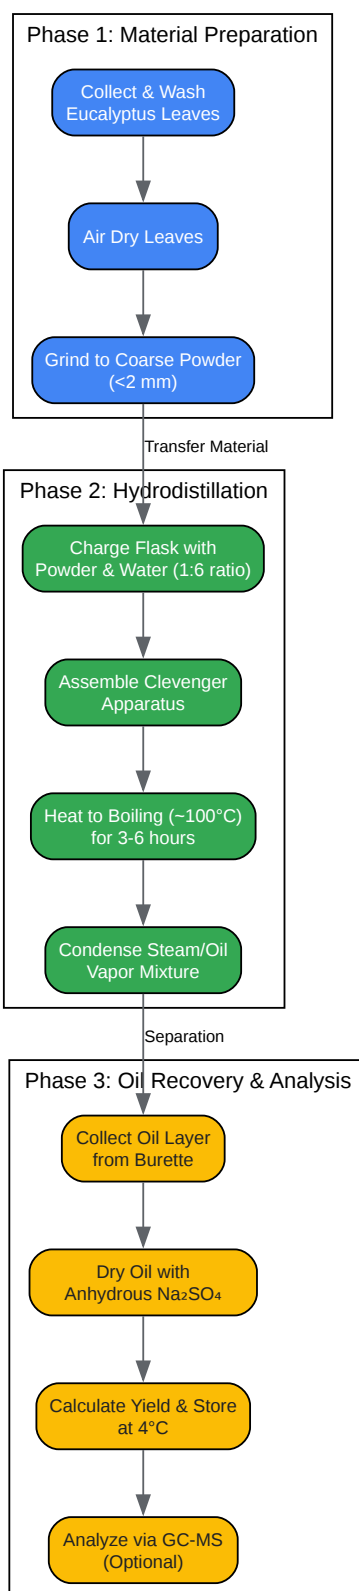 Phase 1: Material Preparation
Collect & Wash
Eucalyptus Leaves
Air Dry Leaves
Grind to Coarse Powder
(<2 mm)
Transfer Material
Phase 2: Hydrodistillation
Charge Flask with
Powder & Water (1:6 ratio)
Assemble Clevenger
Apparatus
Heat to Boiling (~100°C)
for 3-6 hours
Condense Steam/Oil
Vapor Mixture
Separation
Phase 3: Oil Recovery & Analysis
Collect Oil Layer
from Burette
Dry Oil with
Anhydrous Na₂SO₄
Calculate Yield & Store
at 4°C
Analyze via GC-MS
(Optional)